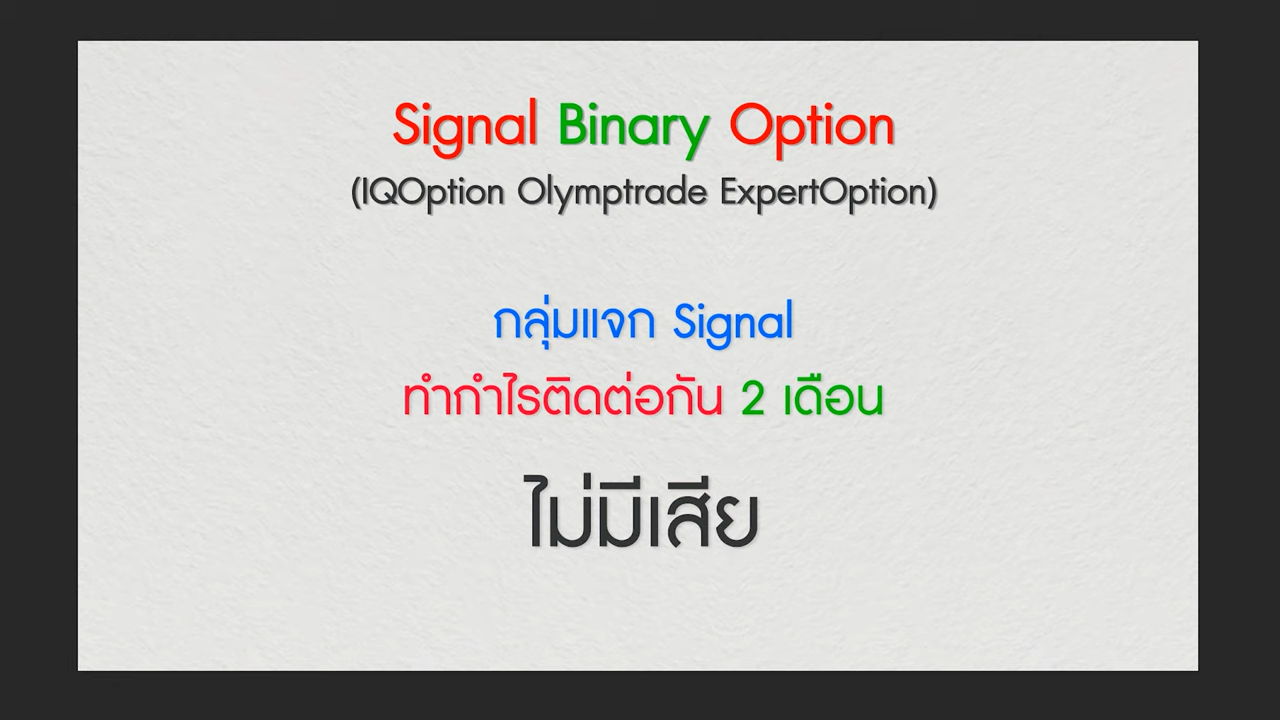 Signal Binary Option
(IQOption Olymptrade ExpertOption)
กลุ่มแจก Signal
ทำกำไรติดต่อกัน 2 เดือน
ไม่มีเสีย